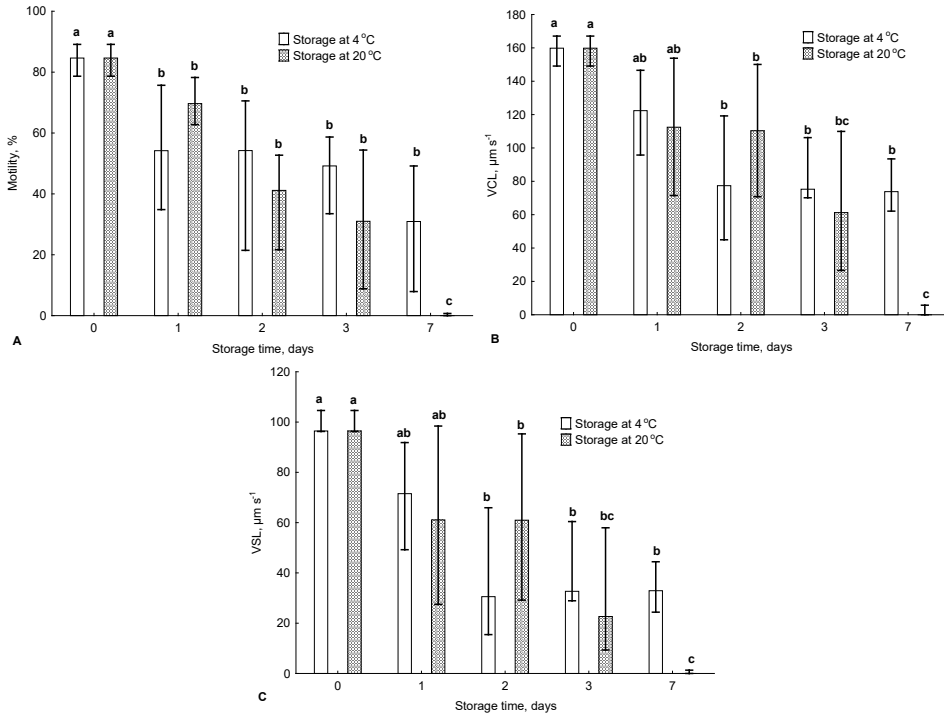 Motility, %
100
80
60
40
20
0
a a b b b b b b b c
Storage at 4 °C
Storage at 20 °C
0 1 2 3 7
Storage time, days
A
VCL, µm s-1
180
160
140
120
100
80
60
40
20
0
a a ab ab b b b bc b c
Storage at 4 °C
Storage at 20 °C
0 1 2 3 7
Storage time, days
B
VSL, µm s-1
120
100
80
60
40
20
0
a a ab ab b b b bc b c
Storage at 4 °C
Storage at 20 °C
0 1 2 3 7
Storage time, days
C